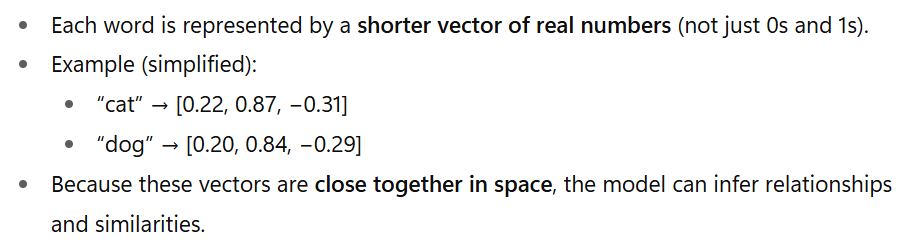 • Each word is represented by a shorter vector of real numbers (not just 0s and 1s).
• Example (simplified):
• “cat” → [0.22, 0.87, −0.31]
• “dog” → [0.20, 0.84, −0.29]
• Because these vectors are close together in space, the model can infer relationships
and similarities.